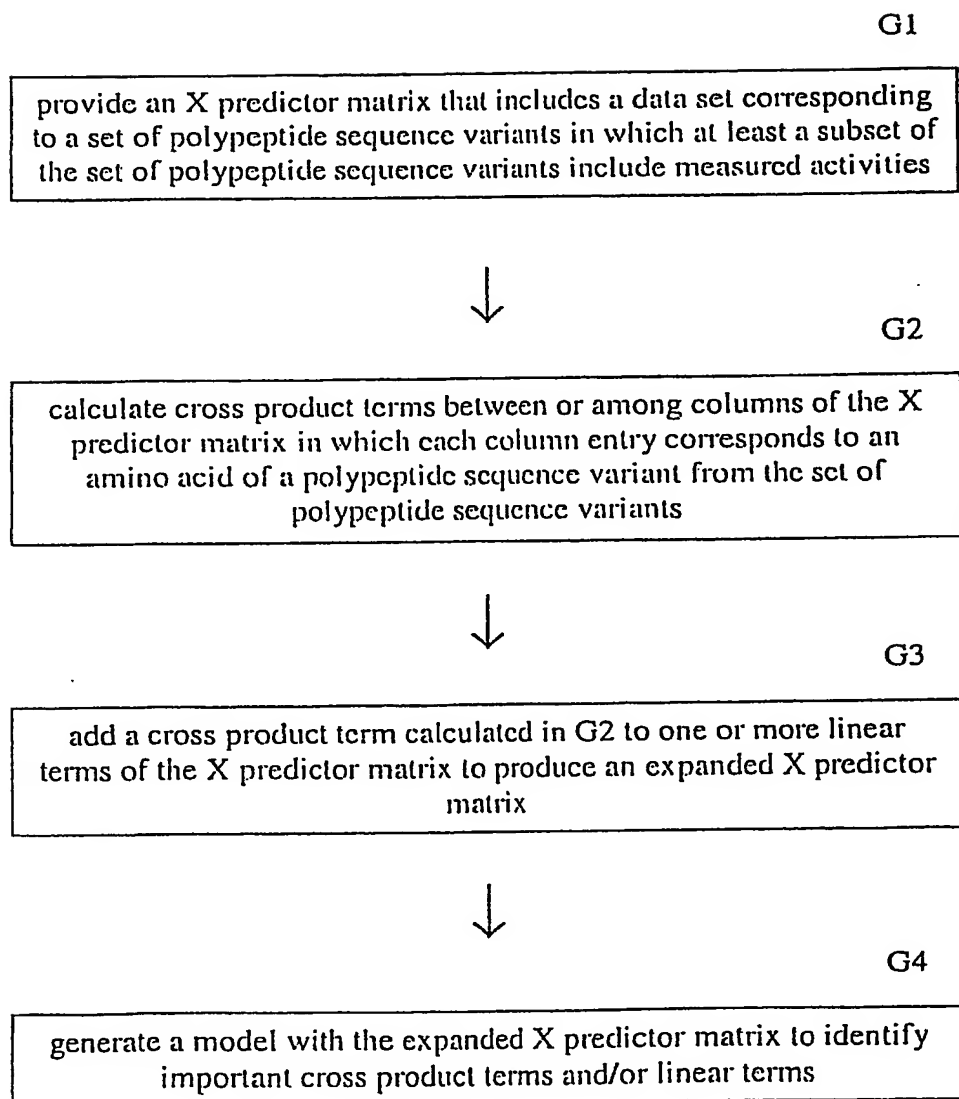 G1
provide an X predictor matrix that includes a data set corresponding
to a set of polypeptide sequence variants in which at least a subset of
the set of polypeptide sequence variants include measured activities
G2
calculate cross product terms between or among columns of the X
predictor matrix in which each column entry corresponds to an
amino acid of a polypeptide sequence variant from the set of
polypeptide sequence variants
G3
add a cross product term calculated in G2 to one or more linear
terms of the X predictor matrix to produce an expanded X predictor
matrix
G4
generate a model with the expanded X predictor matrix to identify
important cross product terms and/or linear terms